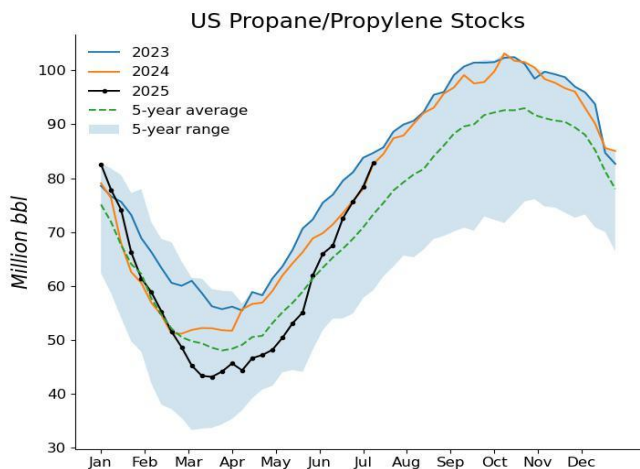 US Propane/Propylene Stocks
Million bbl
100
90
80
70
60
50
40
30
2023
2024
2025
5-year average
5-year range
Jan Feb Mar Apr May Jun Jul Aug Sep Oct Nov Dec